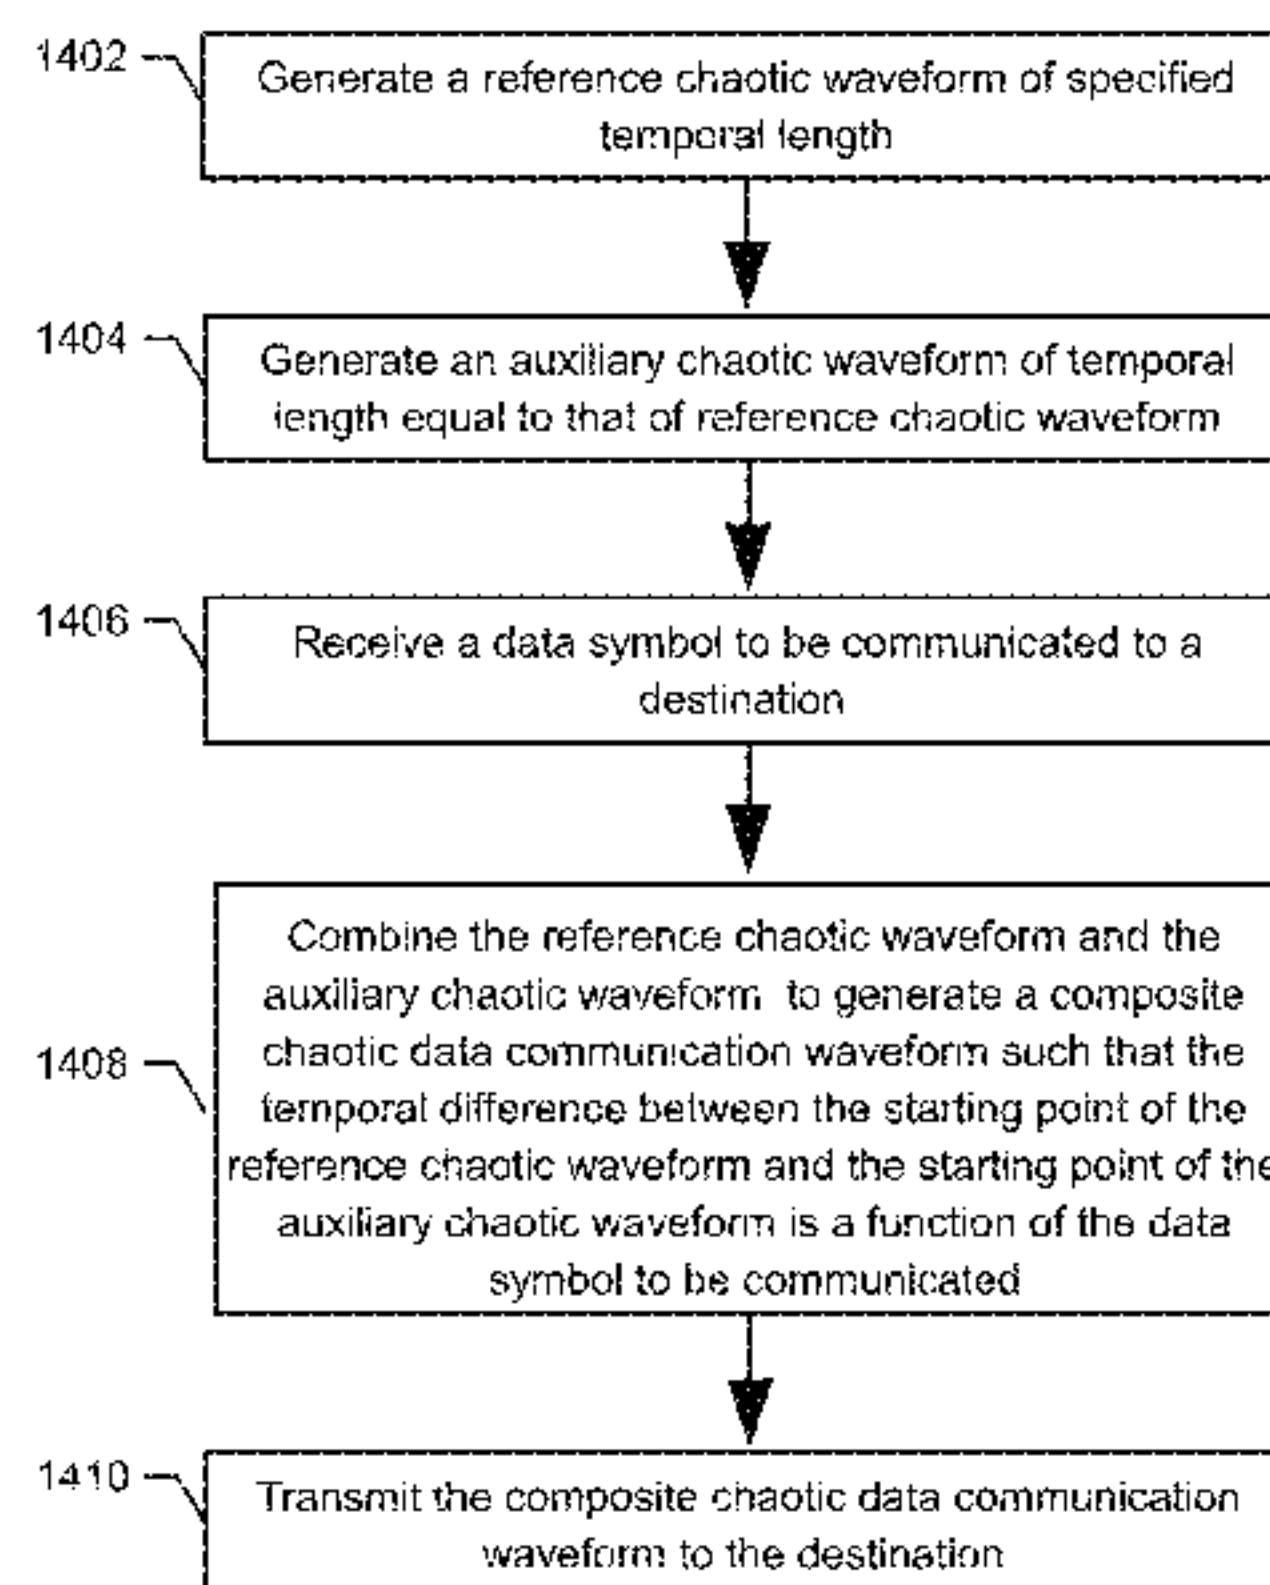 1402
Generate a reference chaotic waveform of specified
temporal length
1404
Generate an auxiliary chaotic waveform of temporal
length equal to that of reference chaotic waveform
1406
Receive a data symbol to be communicated to a
destination
1408
Combine the reference chaotic waveform and the
auxiliary chaotic waveform to generate a composite
chaotic data communication waveform such that the
temporal difference between the starting point of the
reference chaotic waveform and the starting point of the
auxiliary chaotic waveform is a function of the data
symbol to be communicated
1410
Transmit the composite chaotic data communication
waveform to the destination